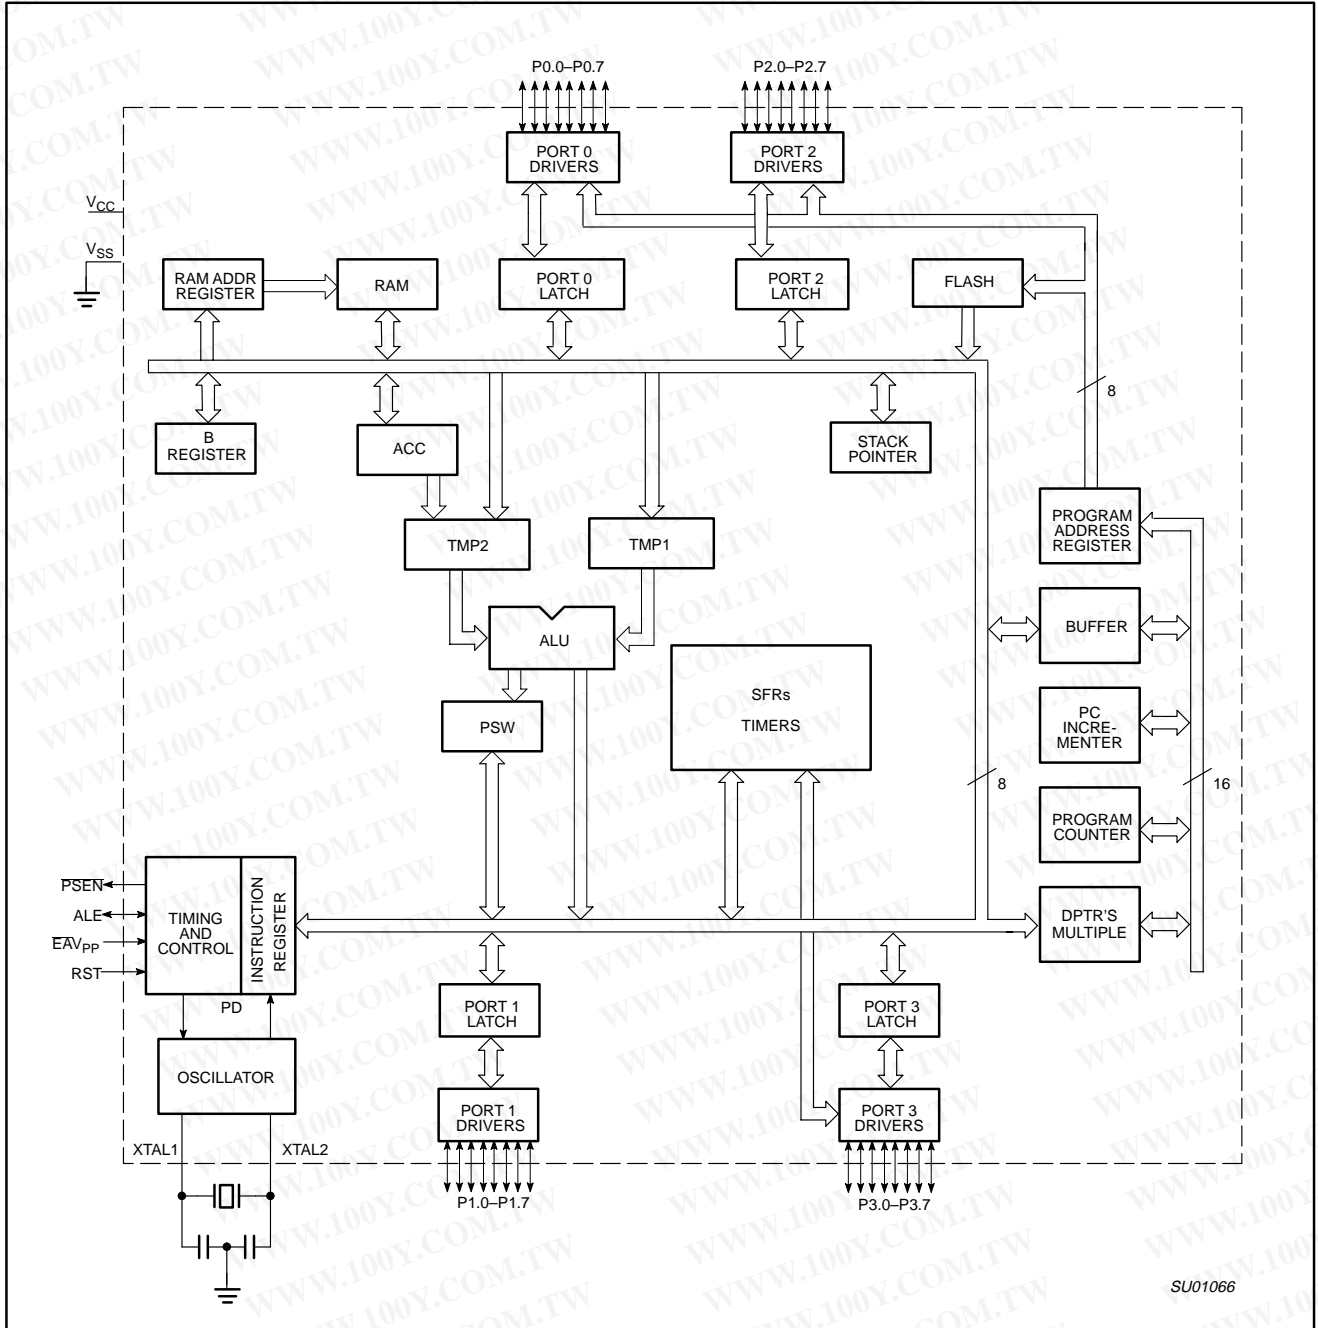 P0.0–P0.7
P2.0–P2.7
PORT 0
DRIVERS
PORT 2
DRIVERS
VCC
VSS
RAM ADDR
REGISTER
RAM
PORT 0
LATCH
PORT 2
LATCH
FLASH
8
B
REGISTER
ACC
STACK
POINTER
PROGRAM
ADDRESS
REGISTER
TMP2
TMP1
BUFFER
ALU
SFRs
TIMERS
PSW
PC
INCRE-
MENTER
8
16
PROGRAM
COUNTER
PSEN
ALE
EAVPP
RST
TIMING
AND
CONTROL
INSTRUCTION
REGISTER
DPTR'S
MULTIPLE
PD
PORT 1
LATCH
PORT 3
LATCH
OSCILLATOR
PORT 1
DRIVERS
PORT 3
DRIVERS
XTAL1
XTAL2
P1.0–P1.7
P3.0–P3.7
SU01066
WWW.100Y.COM.TW